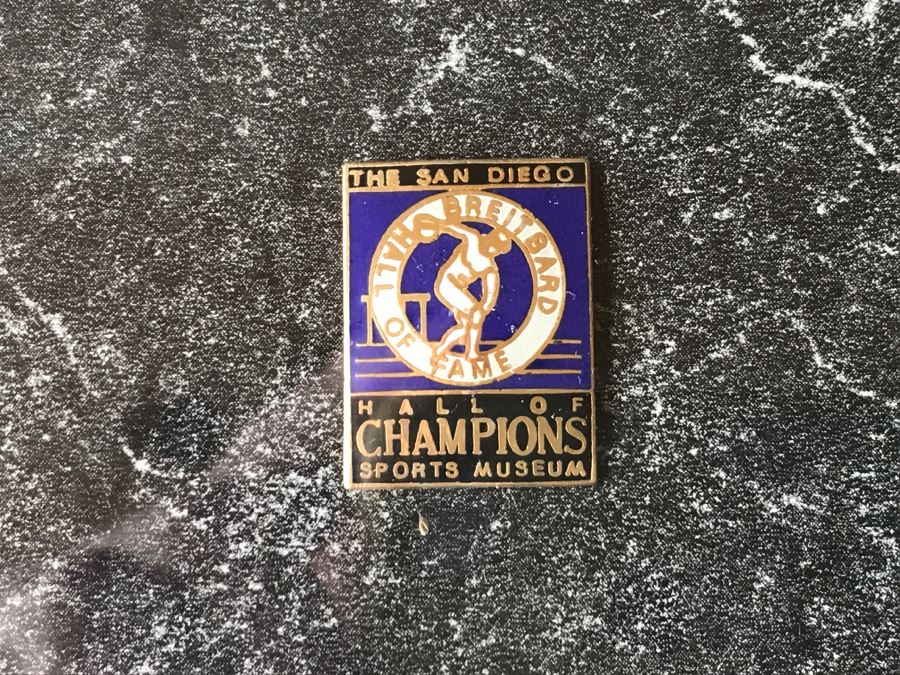 THE SAN DIEGO
BREITBARD
HALL OF FAME
HALL OF
CHAMPIONS
SPORTS MUSEUM